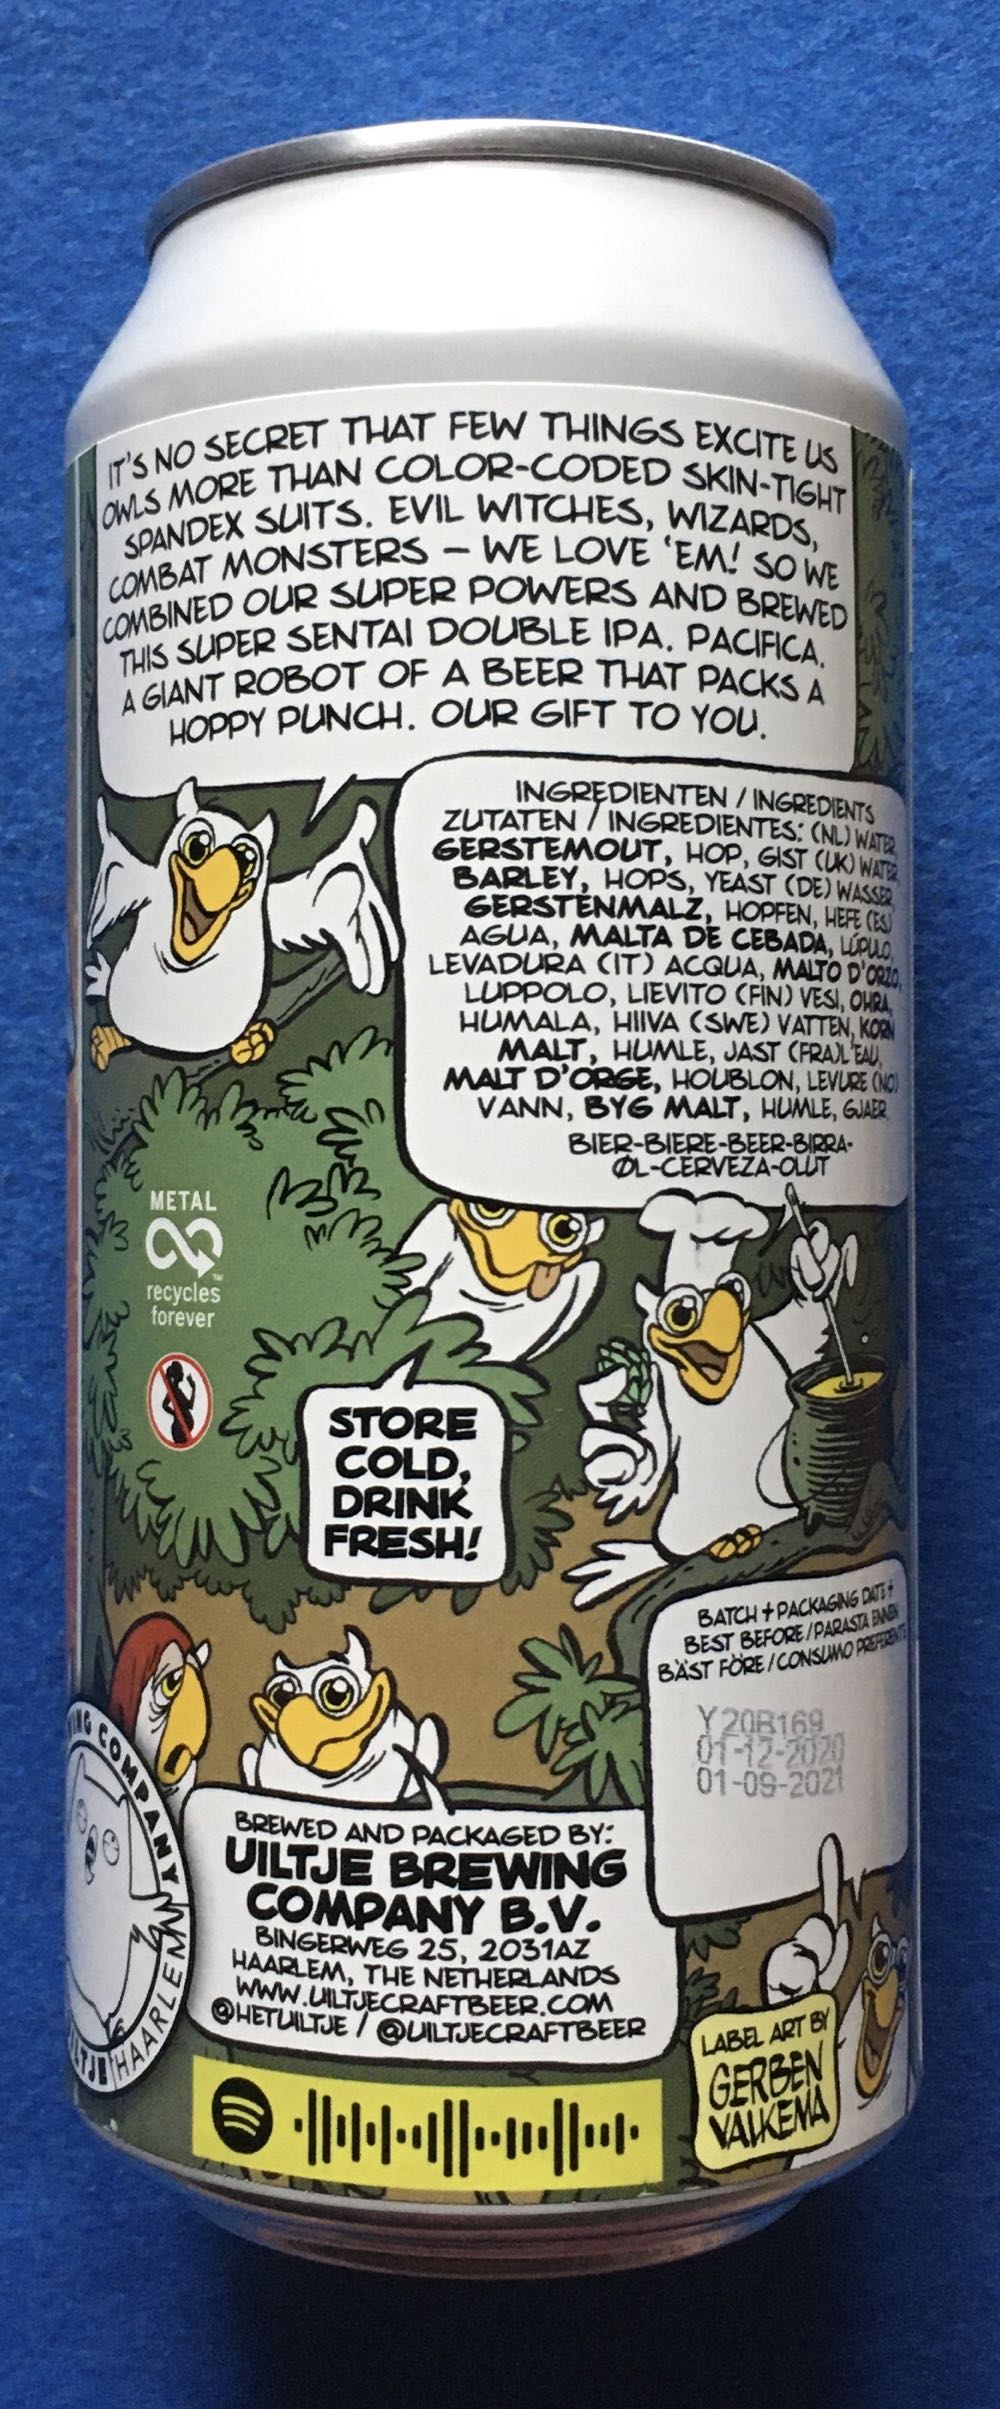 IT'S NO SECRET THAT FEW THINGS EXCITE US
OWLS MORE THAN COLOR-CODED SKIN-TIGHT
SPANDEX SUITS. EVIL WITCHES, WIZARDS,
COMBAT MONSTERS – WE LOVE 'EM! SO WE
COMBINED OUR SUPER POWERS AND BREWED
THIS SUPER SENTAI DOUBLE IPA. PACIFICA.
A GIANT ROBOT OF A BEER THAT PACKS A
HOPPY PUNCH. OUR GIFT TO YOU.
INGREDIENTEN / INGREDIENTS
ZUTATEN / INGREDIENTES: (NL) WATER,
GERSTEMOUT, HOP, GIST (UK) WATER,
BARLEY, HOPS, YEAST (DE) WASSER,
GERSTENMALZ, HOPFEN, HEFE (ES)
AGUA, MALTA DE CEBADA, LÚPULO,
LEVADURA (IT) ACQUA, MALTO D'ORZO,
LUPPOLO, LIEVITO (FIN) VESI, OHRA,
HUMALA, HIIVA (SWE) VATTEN, KORN
MALT, HUMLE, JAST (FRA)L'EAU,
MALT D'ORGE, HOUBLON, LEVURE (NO)
VANN, BYG MALT, HUMLE, GJAER
BIER-BIERE-BEER-BIRRA-
ØL-CERVEZA-OLUT
METAL
recycles
forever
STORE
COLD,
DRINK
FRESH!
BATCH + PACKAGING DATE +
BEST BEFORE / PARASTA ENNEN
BÄST FÖRE / CONSUMO PREFERENTE
Y20B169
01-12-2020
01-09-2021
BREWED AND PACKAGED BY:
UILTJE BREWING
COMPANY B.V.
BINGERWEG 25, 2031AZ
HAARLEM, THE NETHERLANDS
WWW.UILTJECRAFTBEER.COM
@HETUILTJE / @UILTJECRAFTBEER
COMPANY
HAARLEM
LABEL ART BY
GERBEN
VALKEMA